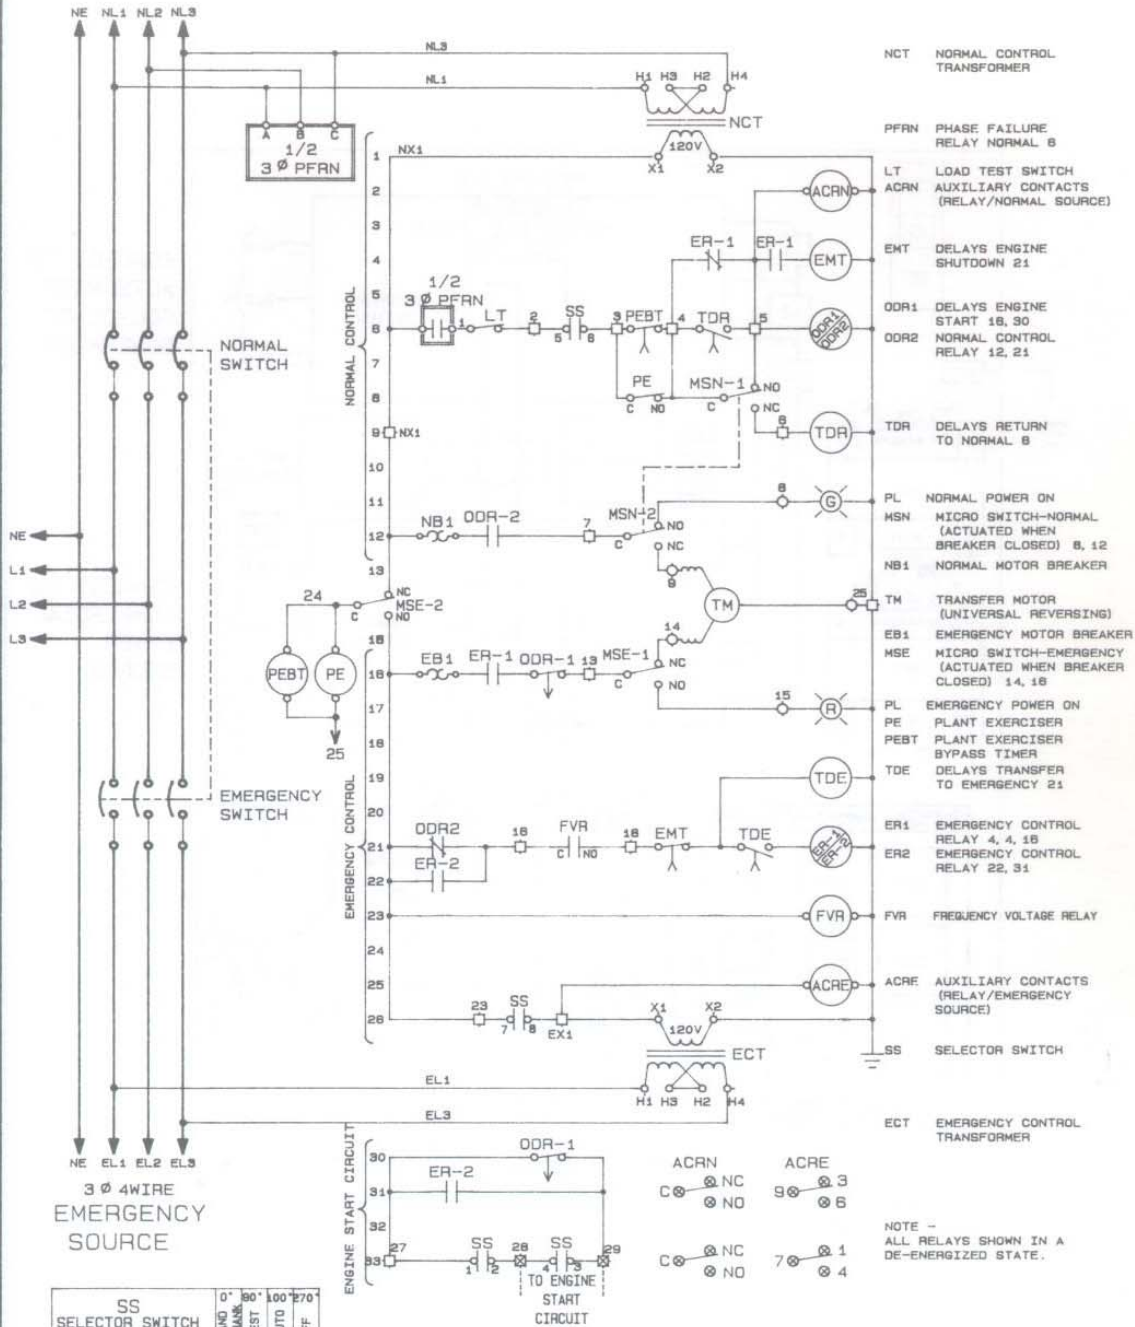 NE NL1 NL2 NL3
NL3
NL1
H1 H3 H2 H4
NCT
120V
X1 X2
A B C
1/2
3 Ø PFRN
NX1
NORMAL CONTROL
1
2
3
4
5
6
7
8
9
10
11
12
13
ACRN
ER-1 ER-1
EMT
1/2
3 Ø PFRN
1 LT 2 SS 3 PEBT 4 TDR 5
5 6
ODR1
ODR2
PE MSN-1 NO
C NO C NC
NX1
6
TDR
8
G
NB1 ODR-2 7 MSN-2 NO
C NC
9
NORMAL
SWITCH
NE
L1
L2
L3
24
NC
MSE-2
C NO
TM
25
14
PEBT PE
25
15
16
17
18
19
20
21
22
23
24
25
26
EMERGENCY CONTROL
EB1 ER-1 ODR-1 13 MSE-1 NC
C NO
15
R
TDE
EMERGENCY
SWITCH
ODR2 16 FVR 18 EMT TDE
C NO
ER-2
FVR
ACRE
23 SS
7 8 EX1
X1 X2
120V
ECT
H1 H3 H2 H4
EL1
EL3
NE EL1 EL2 EL3
3 Ø 4WIRE
EMERGENCY
SOURCE
ENGINE START CIRCUIT
30
31
32
33
ODR-1
ER-2
27 SS 28 SS 29
1 2 4 3
TO ENGINE
START
CIRCUIT
ACRN ACRE
C NC 9 3
NO 6
C NC 7 1
NO 4
SS
SELECTOR SWITCH
NCT NORMAL CONTROL
TRANSFORMER
PFRN PHASE FAILURE
RELAY NORMAL 6
LT LOAD TEST SWITCH
ACRN AUXILIARY CONTACTS
(RELAY/NORMAL SOURCE)
EMT DELAYS ENGINE
SHUTDOWN 21
ODR1 DELAYS ENGINE
START 16, 30
ODR2 NORMAL CONTROL
RELAY 12, 21
TDR DELAYS RETURN
TO NORMAL 6
PL NORMAL POWER ON
MSN MICRO SWITCH-NORMAL
(ACTUATED WHEN
BREAKER CLOSED) 8, 12
NB1 NORMAL MOTOR BREAKER
TM TRANSFER MOTOR
(UNIVERSAL REVERSING)
EB1 EMERGENCY MOTOR BREAKER
MSE MICRO SWITCH-EMERGENCY
(ACTUATED WHEN BREAKER
CLOSED) 14, 16
PL EMERGENCY POWER ON
PE PLANT EXERCISER
PEBT PLANT EXERCISER
BYPASS TIMER
TDE DELAYS TRANSFER
TO EMERGENCY 21
ER1 EMERGENCY CONTROL
RELAY 4, 4, 16
ER2 EMERGENCY CONTROL
RELAY 22, 31
FVR FREQUENCY VOLTAGE RELAY
ACRE AUXILIARY CONTACTS
(RELAY/EMERGENCY
SOURCE)
SS SELECTOR SWITCH
ECT EMERGENCY CONTROL
TRANSFORMER
NOTE -
ALL RELAYS SHOWN IN A
DE-ENERGIZED STATE.